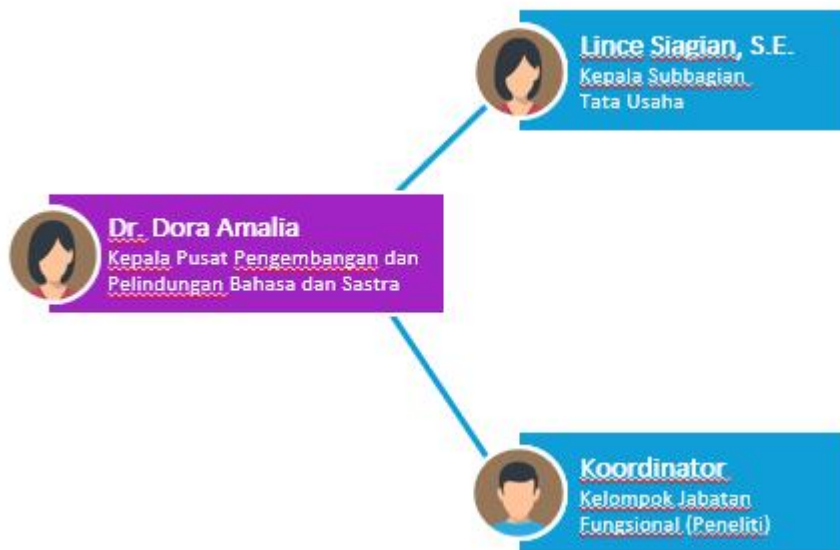 Lince Siagian, S.E.
Kepala Subbagian
Tata Usaha
Dr. Dora Amalia
Kepala Pusat Pengembangan dan
Pelindungan Bahasa dan Sastra
Koordinator
Kelompok Jabatan
Fungsional (Peneliti)